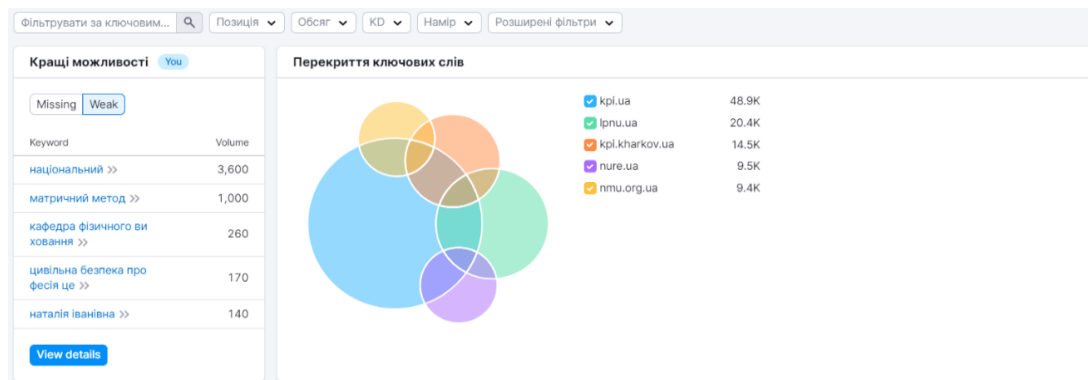 Фільтрувати за ключовим... Позиція Обсяг KD Намір Розширені фільтри
Кращі можливості You
Missing Weak
Keyword Volume
національний >> 3,600
матричний метод >> 1,000
кафедра фізичного ви
ховання >> 260
цивільна безпека про
фесія це >> 170
наталія іванівна >> 140
View details
Перекриття ключових слів
kpi.ua 48.9K
lpnu.ua 20.4K
kpi.kharkov.ua 14.5K
nure.ua 9.5K
nmu.org.ua 9.4K